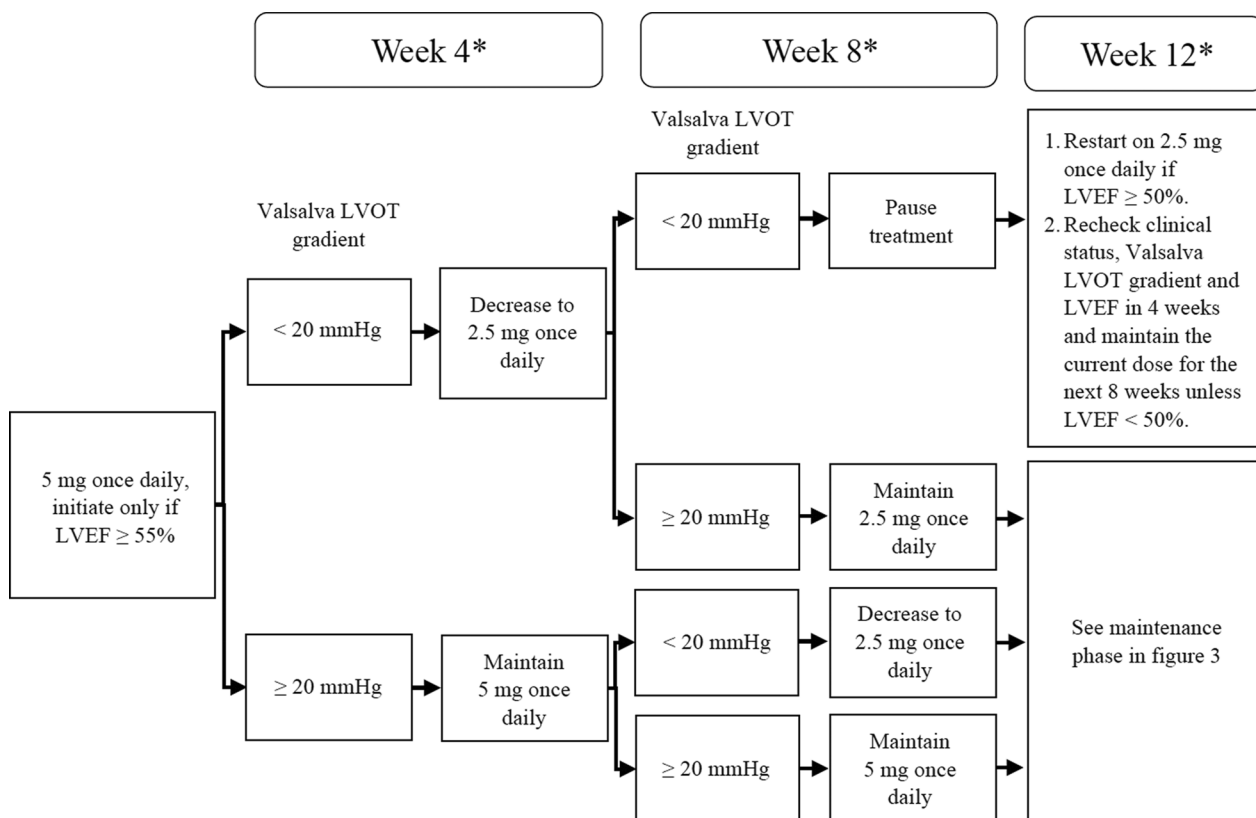 Week 4*
Week 8*
Week 12*
Valsalva LVOT
gradient
Valsalva LVOT
gradient
5 mg once daily,
initiate only if
LVEF ≥ 55%
< 20 mmHg
Decrease to
2.5 mg once
daily
< 20 mmHg
Pause
treatment
1. Restart on 2.5 mg
once daily if
LVEF ≥ 50%.
2. Recheck clinical
status, Valsalva
LVOT gradient and
LVEF in 4 weeks
and maintain the
current dose for the
next 8 weeks unless
LVEF < 50%.
≥ 20 mmHg
Maintain
2.5 mg once
daily
≥ 20 mmHg
Maintain
5 mg once
daily
< 20 mmHg
Decrease to
2.5 mg once
daily
≥ 20 mmHg
Maintain
5 mg once
daily
See maintenance
phase in figure 3